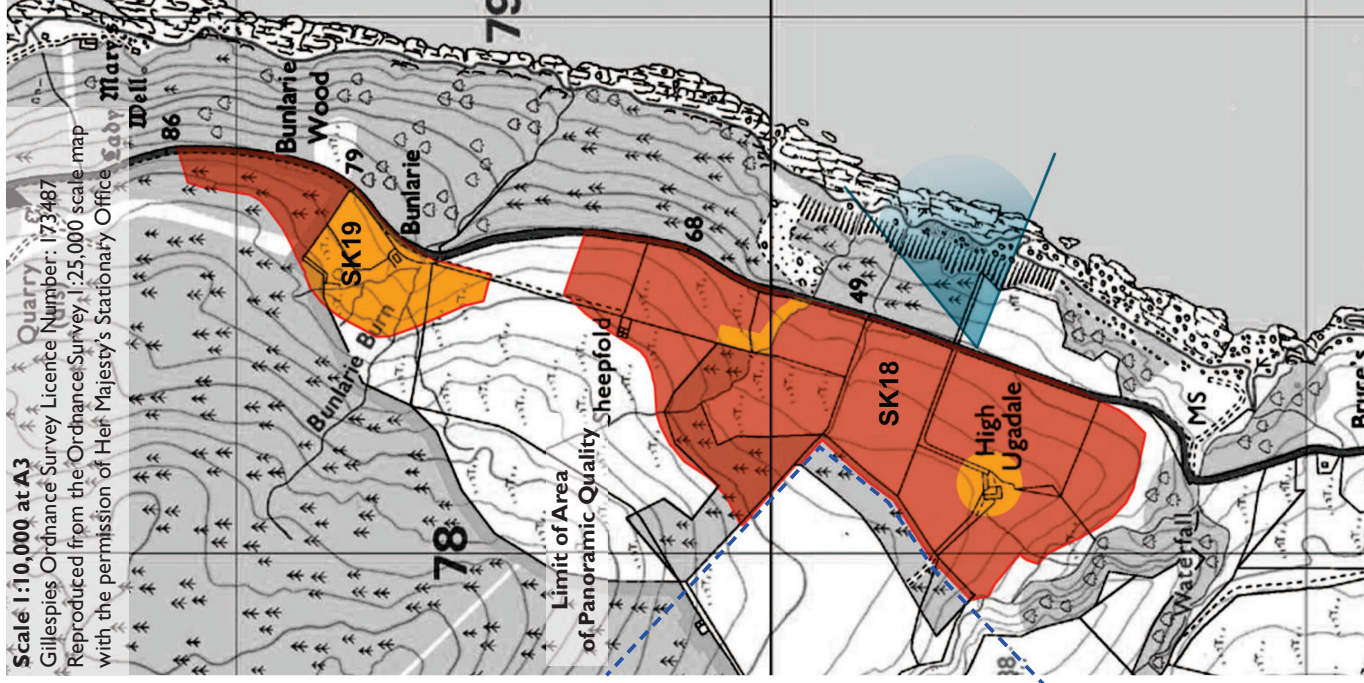 Scale 1:10,000 at A3
Gillespies Ordnance Survey Licence Number: 173487
Reproduced from the Ordnance Survey 1:25,000 scale map
with the permission of Her Majesty's Stationary Office
Quarry
Lady Mary's
Well
86
Bunlarie
Wood
79
Bunlarie
SK19
Bunlarie Burn
79
78
68
Sheepfold
Limit of Area
of Panoramic Quality
49
SK18
High
Ugadale
MS
Waterfall
Bruce's